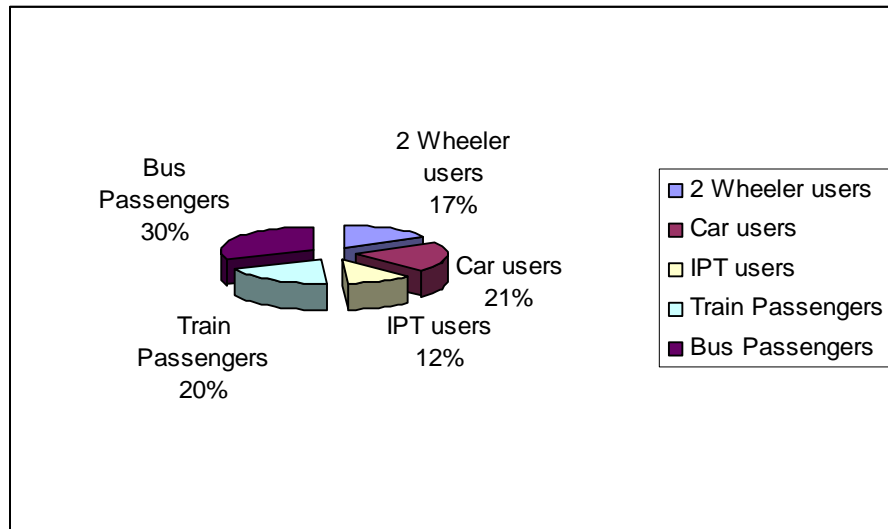 2 Wheeler
users
17%
Car users
21%
IPT users
12%
Train
Passengers
20%
Bus
Passengers
30%
2 Wheeler users
Car users
IPT users
Train Passengers
Bus Passengers